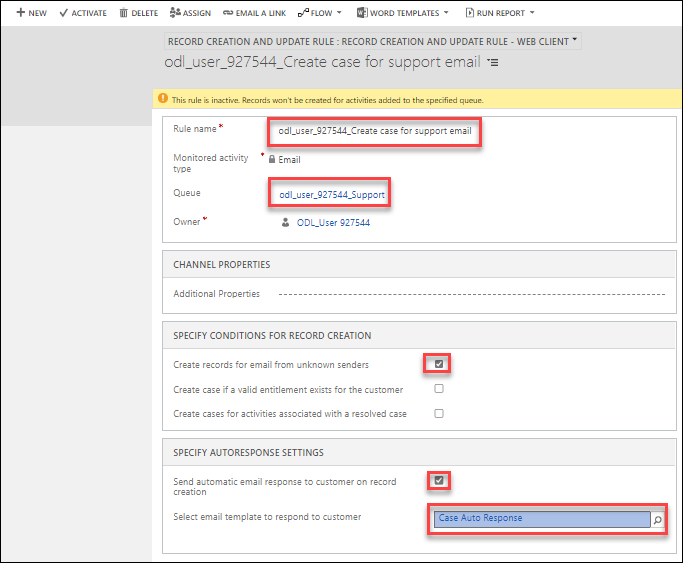 NEW ACTIVATE DELETE ASSIGN EMAIL A LINK FLOW WORD TEMPLATES RUN REPORT
RECORD CREATION AND UPDATE RULE : RECORD CREATION AND UPDATE RULE - WEB CLIENT
odl_user_927544_Create case for support email
This rule is inactive. Records won't be created for activities added to the specified queue.
Rule name * odl_user_927544_Create case for support email
Monitored activity * Email
type
Queue odl_user_927544_Support
Owner * ODL_User 927544
CHANNEL PROPERTIES
Additional Properties
SPECIFY CONDITIONS FOR RECORD CREATION
Create records for email from unknown senders
Create case if a valid entitlement exists for the customer
Create cases for activities associated with a resolved case
SPECIFY AUTORESPONSE SETTINGS
Send automatic email response to customer on record
creation
Select email template to respond to customer Case Auto Response